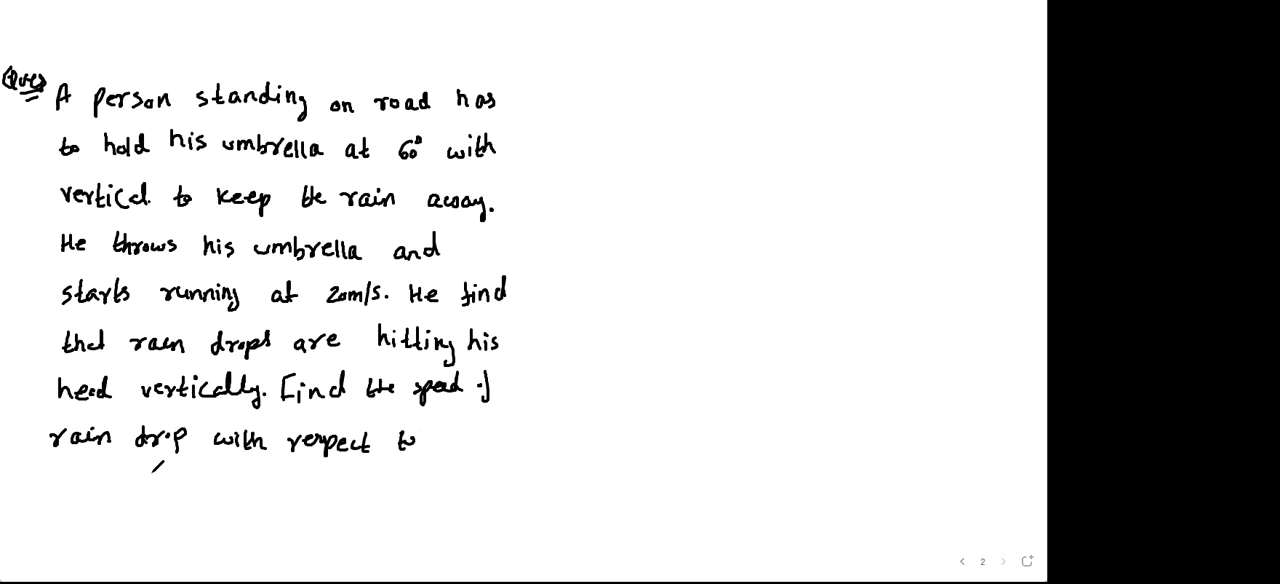 Ques A person standing on road has
to hold his umbrella at 60° with
vertical to keep the rain away.
He throws his umbrella and
starts running at 20m/s. He find
that rain drops are hitting his
head vertically. Find the speed of
rain drop with respect to
2